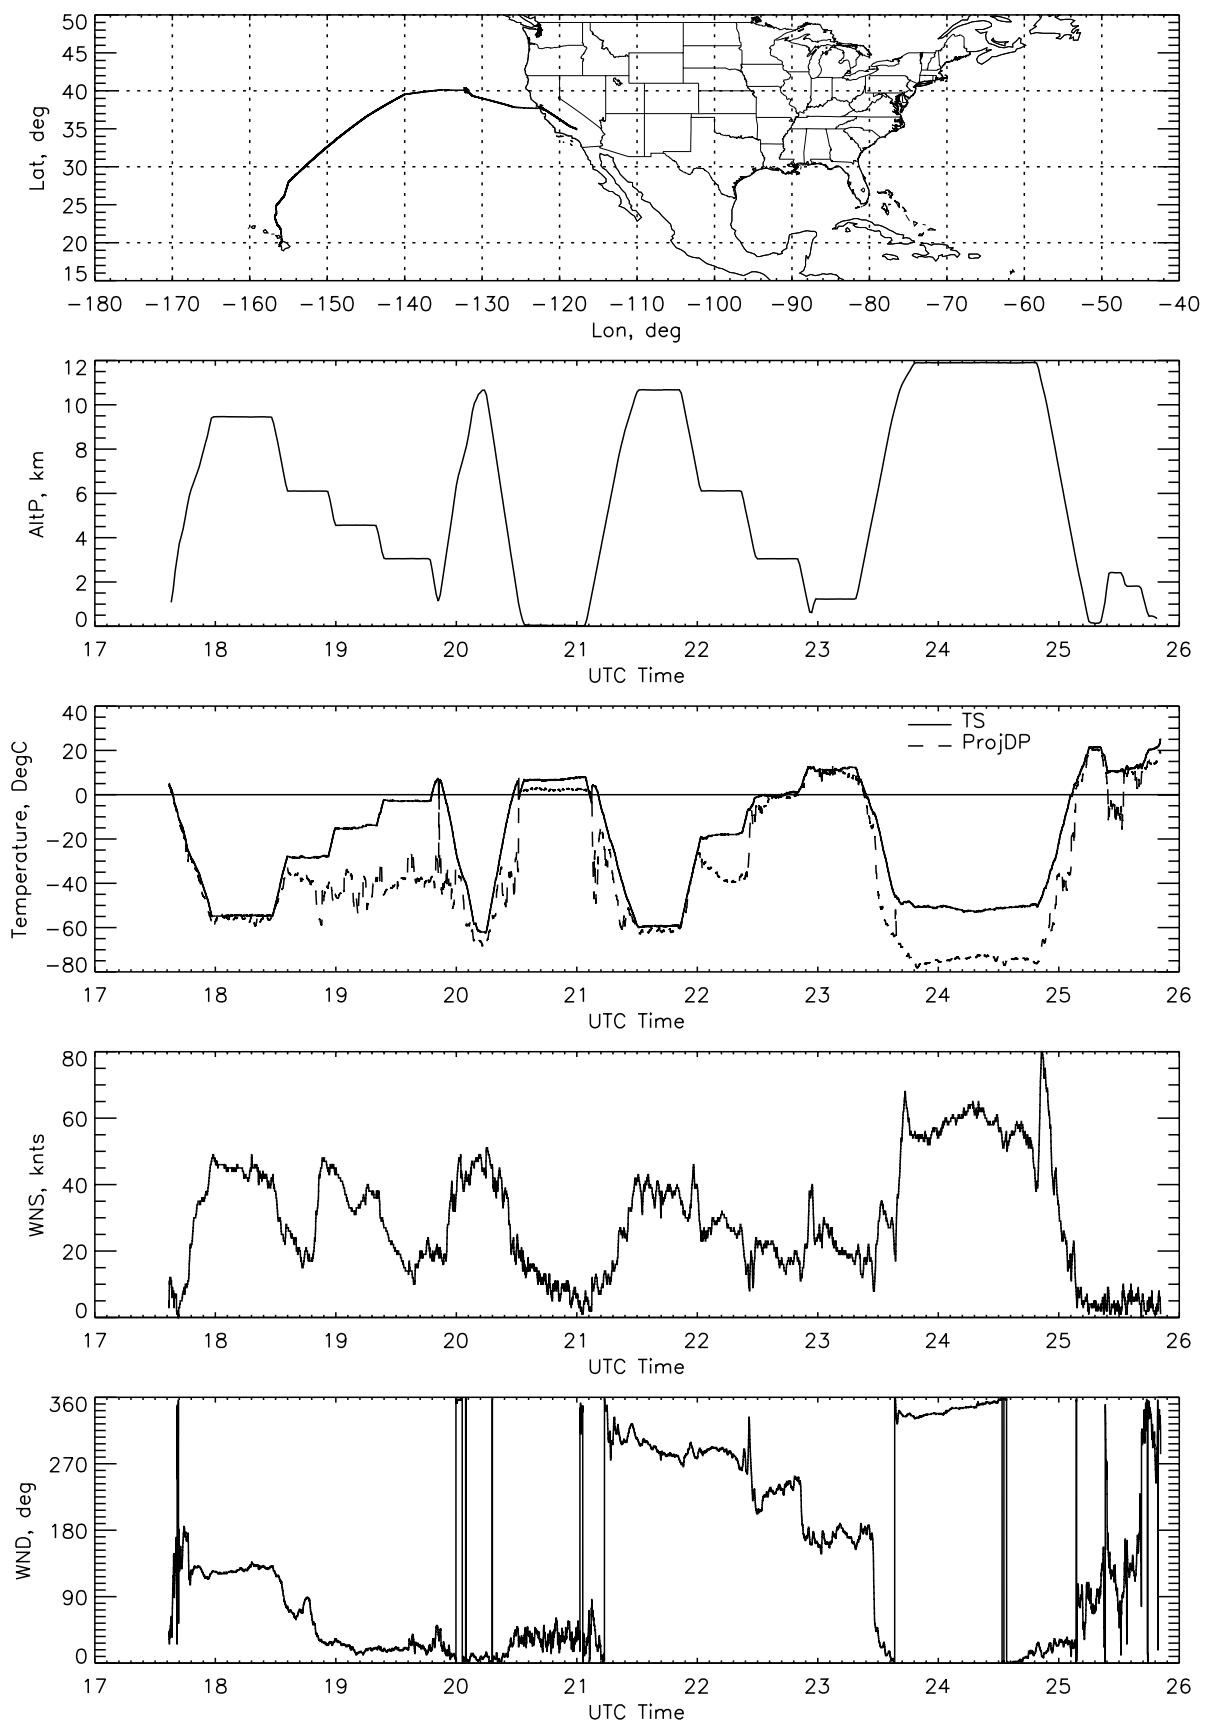 50
45
40
35
30
25
20
15
Lat, deg
−180 −170 −160 −150 −140 −130 −120 −110 −100 −90 −80 −70 −60 −50 −40
Lon, deg
12
10
8
6
4
2
0
AltP, km
17 18 19 20 21 22 23 24 25 26
UTC Time
40
20
0
−20
−40
−60
−80
Temperature, DegC
TS
ProjDP
17 18 19 20 21 22 23 24 25 26
UTC Time
80
60
40
20
0
WNS, knts
17 18 19 20 21 22 23 24 25 26
UTC Time
360
270
180
90
0
WND, deg
17 18 19 20 21 22 23 24 25 26
UTC Time